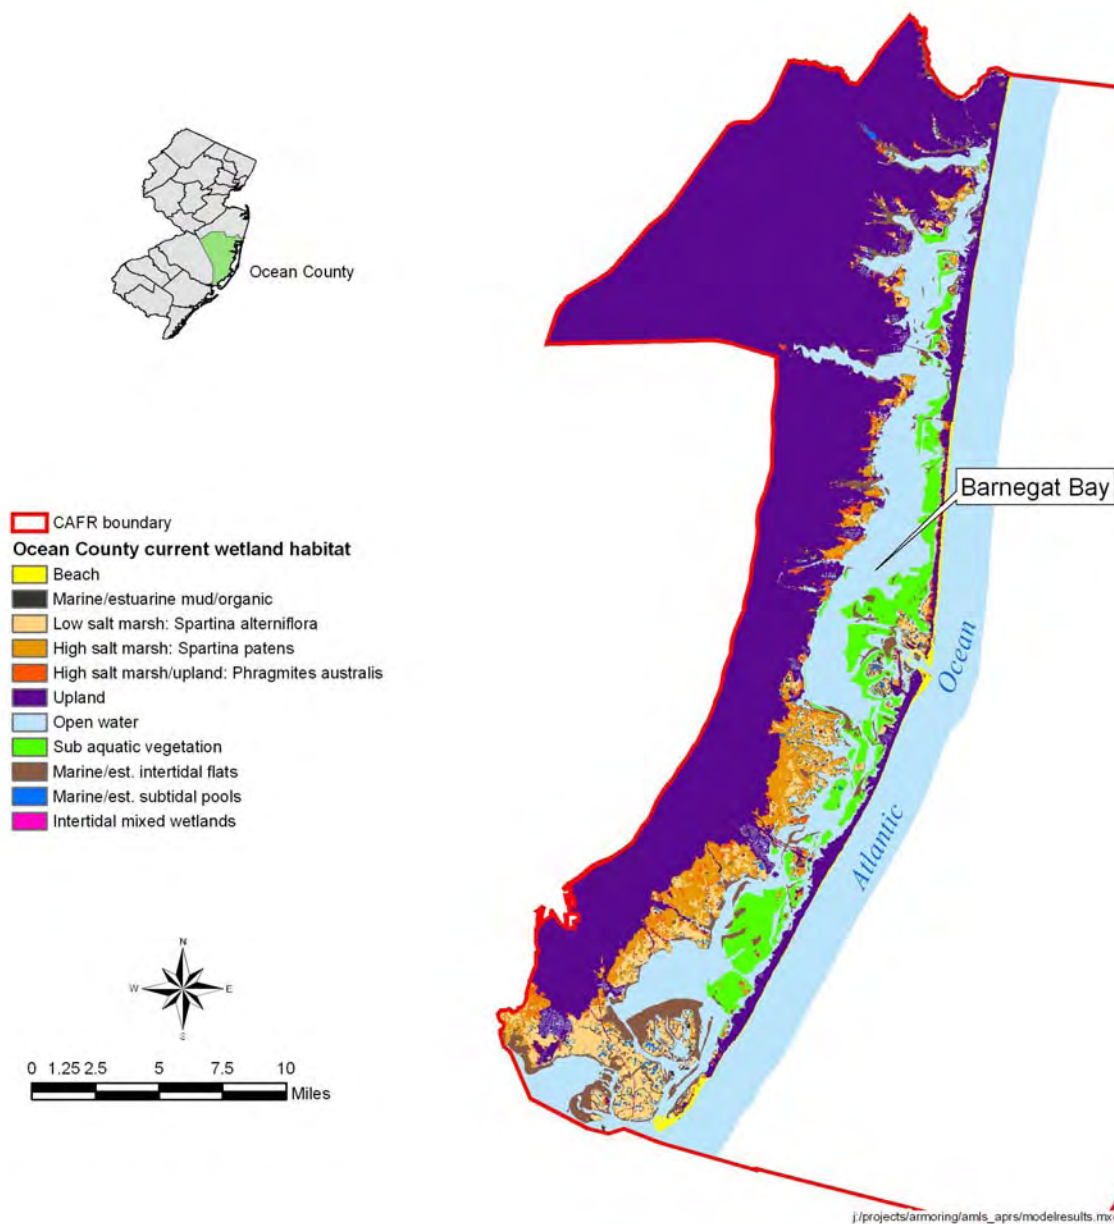 Ocean County
Barnegat Bay
CAFR boundary
Ocean County current wetland habitat
Beach
Marine/estuarine mud/organic
Low salt marsh: Spartina alterniflora
High salt marsh: Spartina patens
High salt marsh/upland: Phragmites australis
Upland
Open water
Sub aquatic vegetation
Marine/est. intertidal flats
Marine/est. subtidal pools
Intertidal mixed wetlands
Atlantic Ocean
N
W E
S
0 1.25 2.5 5 7.5 10
Miles
j:/projects/armoring/amls_aprs/modelresults.mx